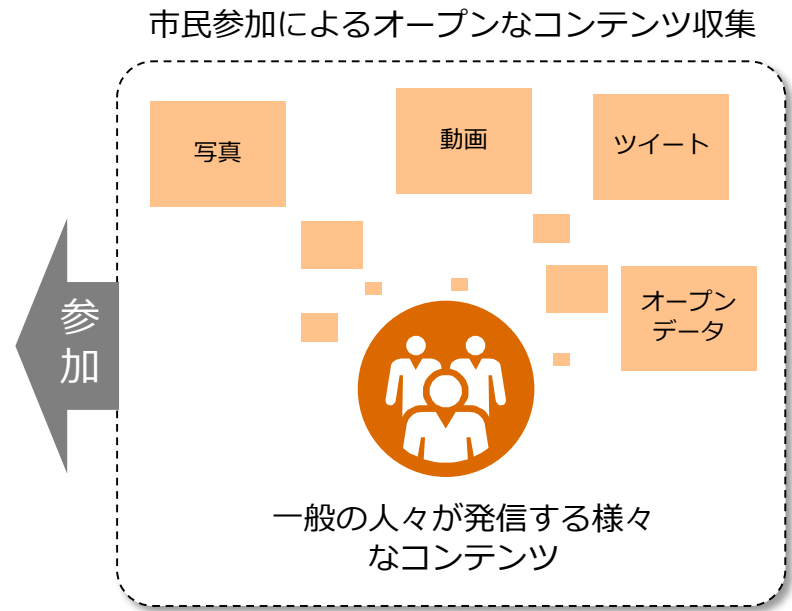 市民参加によるオープンなコンテンツ収集
写真
動画
ツイート
オープン
データ
参
加
一般の人々が発信する様々
なコンテンツ